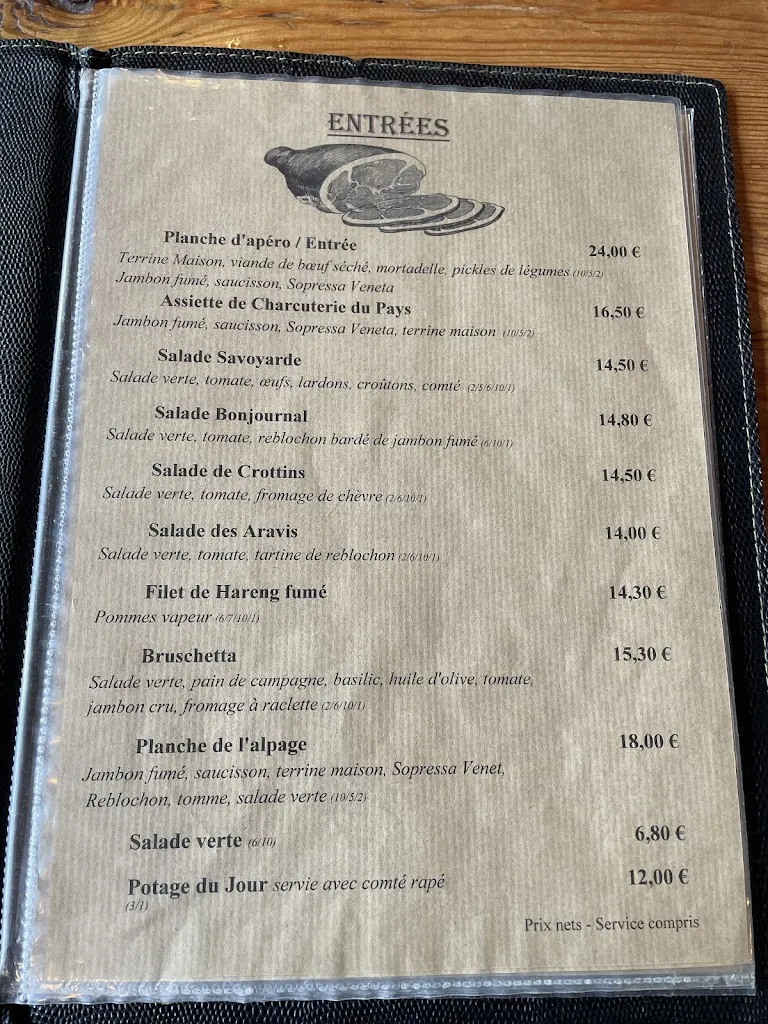 ENTRÉES
Planche d'apéro / Entrée 24,00 €
Terrine Maison, viande de bœuf séché, mortadelle, pickles de légumes (10/5/2)
Jambon fumé, saucisson, Sopressa Veneta
Assiette de Charcuterie du Pays 16,50 €
Jambon fumé, saucisson, Sopressa Veneta, terrine maison (10/5/2)
Salade Savoyarde 14,50 €
Salade verte, tomate, œufs, lardons, croûtons, comté (2/5/6/10/1)
Salade Bonjournal 14,80 €
Salade verte, tomate, reblochon bardé de jambon fumé (6/10/1)
Salade de Crottins 14,50 €
Salade verte, tomate, fromage de chèvre (2/6/10/1)
Salade des Aravis 14,00 €
Salade verte, tomate, tartine de reblochon (2/6/10/1)
Filet de Hareng fumé 14,30 €
Pommes vapeur (6/7/10/1)
Bruschetta 15,30 €
Salade verte, pain de campagne, basilic, huile d'olive, tomate,
jambon cru, fromage à raclette (2/6/10/1)
Planche de l'alpage 18,00 €
Jambon fumé, saucisson, terrine maison, Sopressa Venet,
Reblochon, tomme, salade verte (10/5/2)
Salade verte (6/10) 6,80 €
Potage du Jour servie avec comté rapé 12,00 €
(3/1)
Prix nets - Service compris